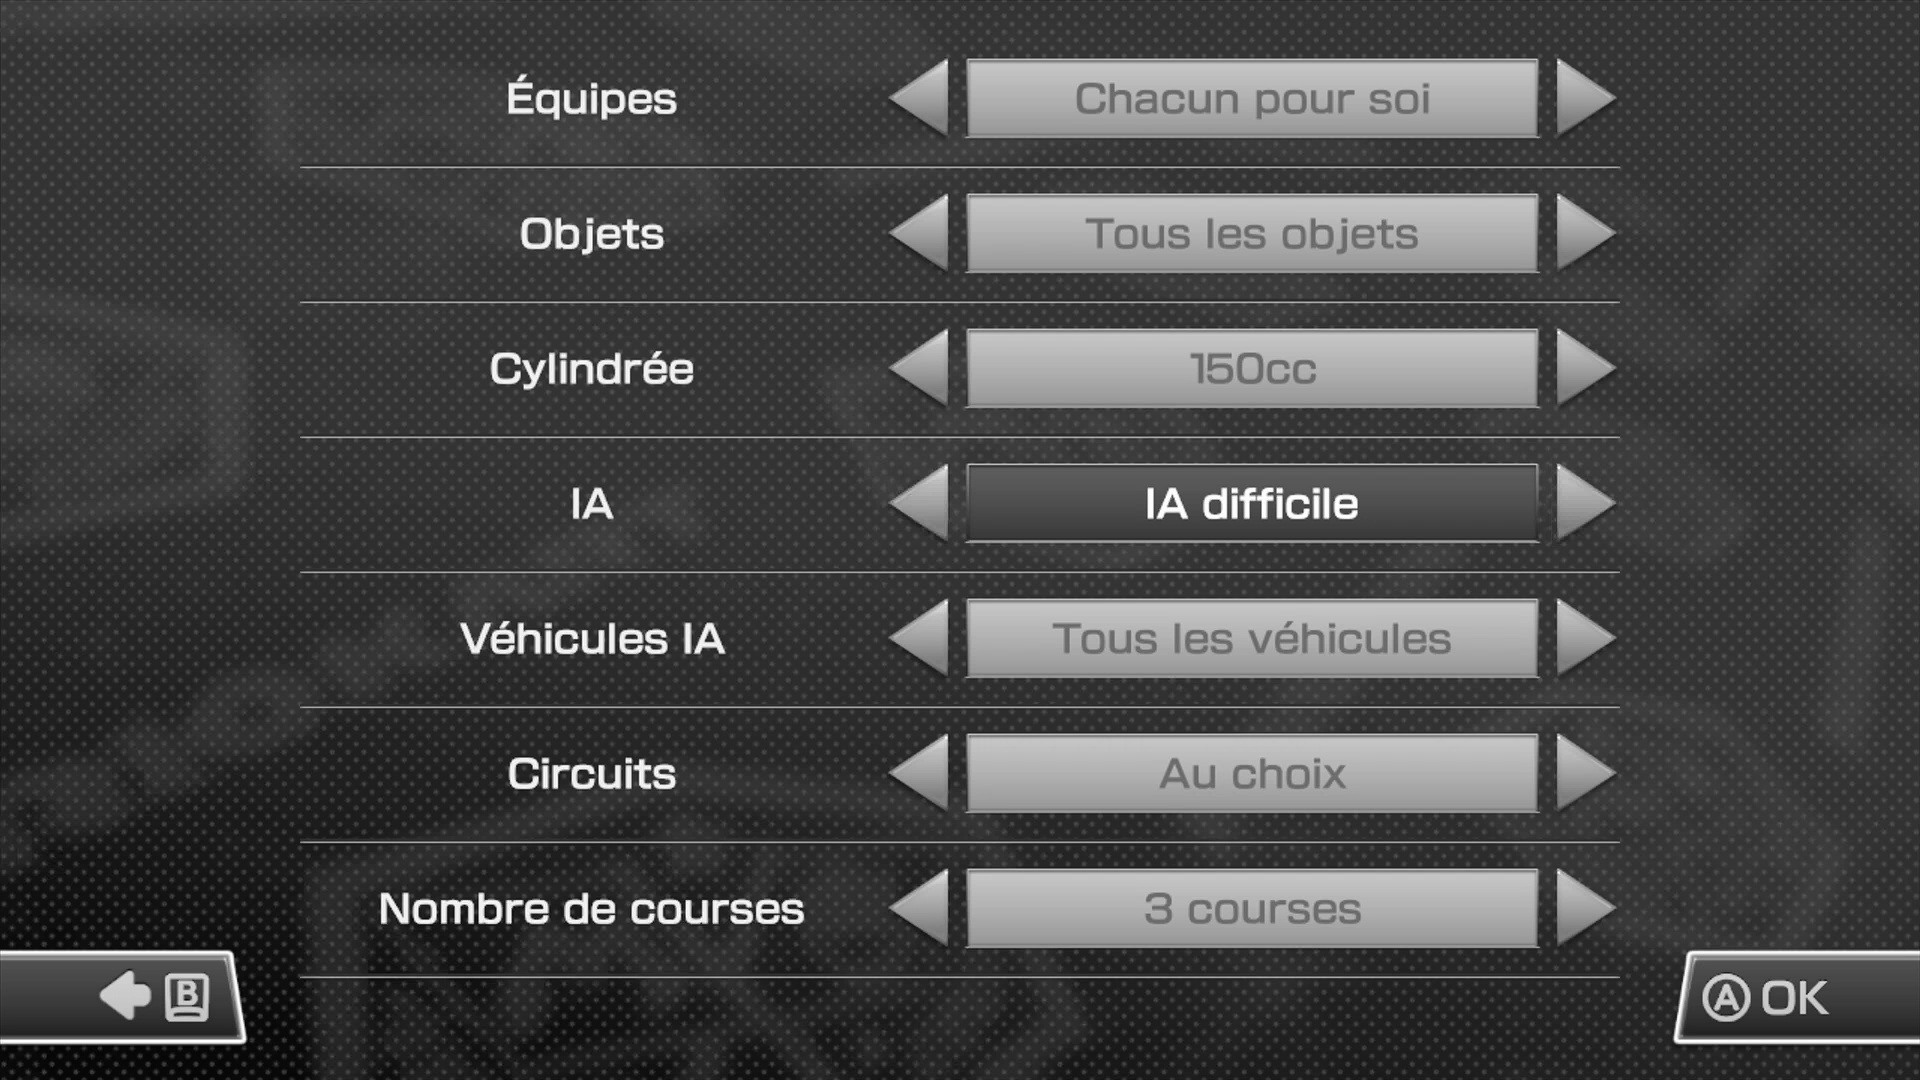 Équipes
Chacun pour soi
Objets
Tous les objets
Cylindrée
150cc
IA
IA difficile
Véhicules IA
Tous les véhicules
Circuits
Au choix
Nombre de courses
3 courses
B
A OK